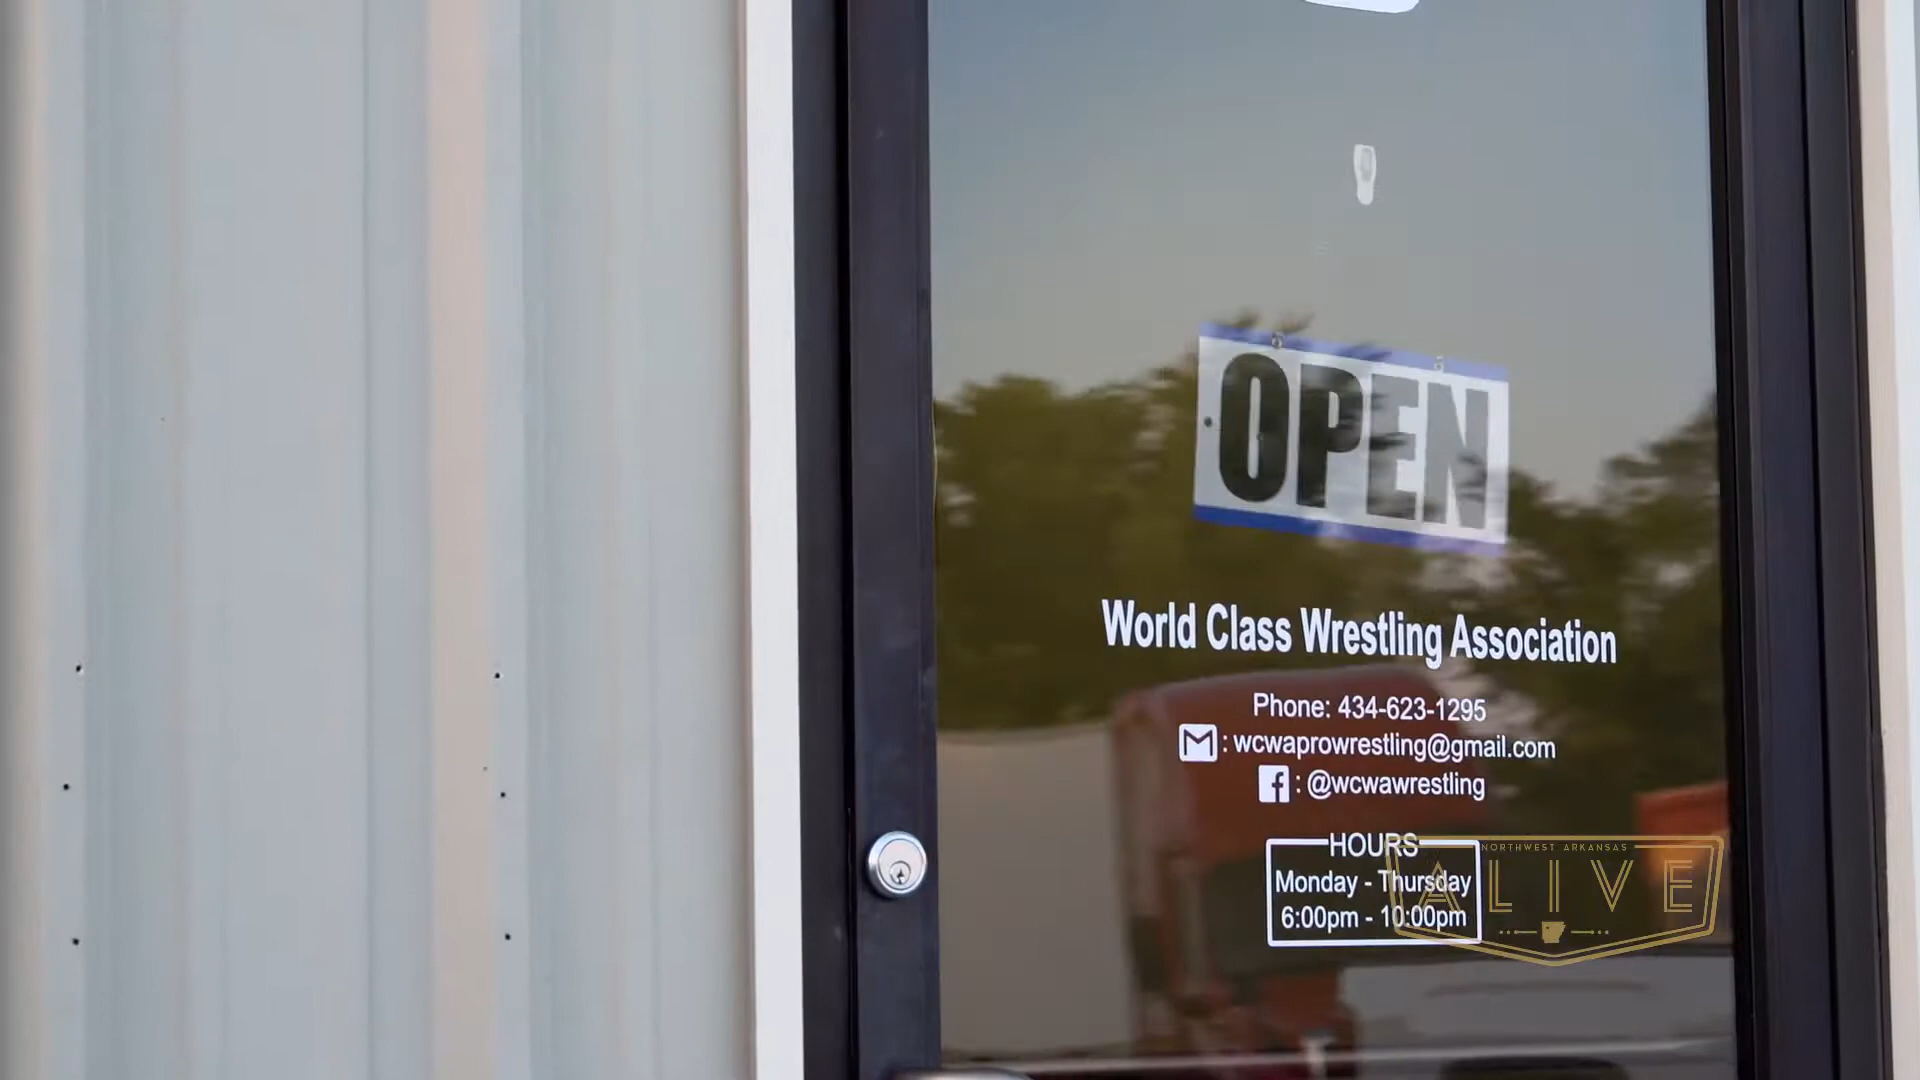 OPEN
World Class Wrestling Association
Phone: 434-623-1295
: wcwaprowrestling@gmail.com
f : @wcwawrestling
HOURS
Monday - Thursday
6:00pm - 10:00pm
NORTHWEST ARKANSAS
ALIVE